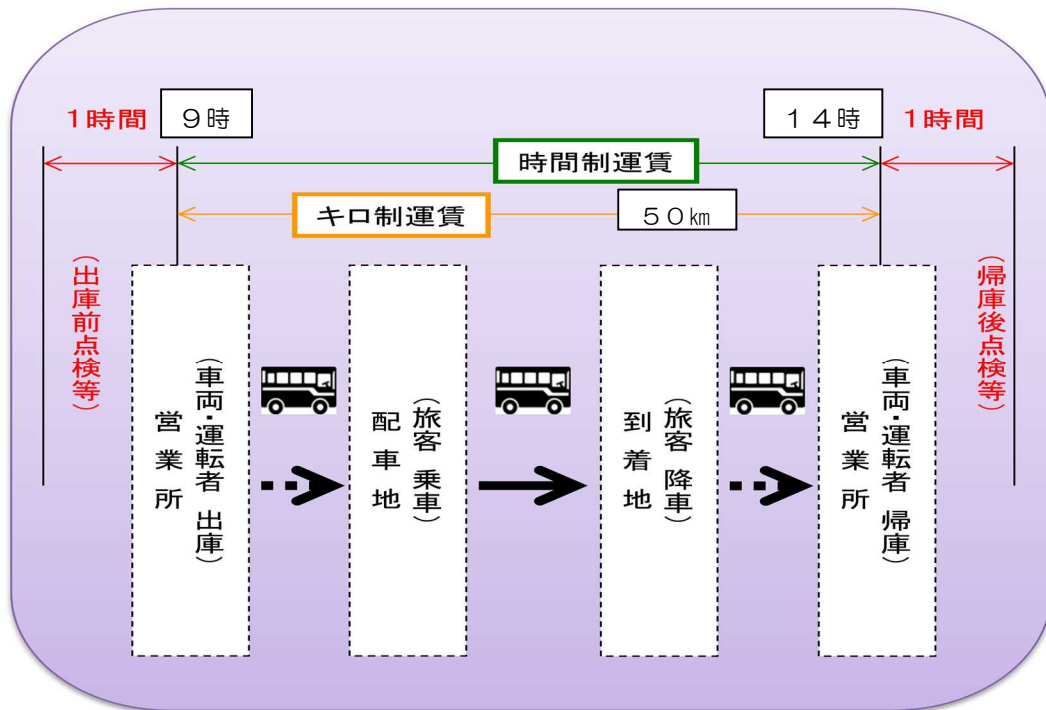 1時間
9時
14時
1時間
時間制運賃
キロ制運賃
50㎞
(出庫前点検等)
営業所
(車両・運転者 出庫)
配車地
(旅客 乗車)
到着地
(旅客 降車)
営業所
(車両・運転者 帰庫)
(帰庫後点検等)